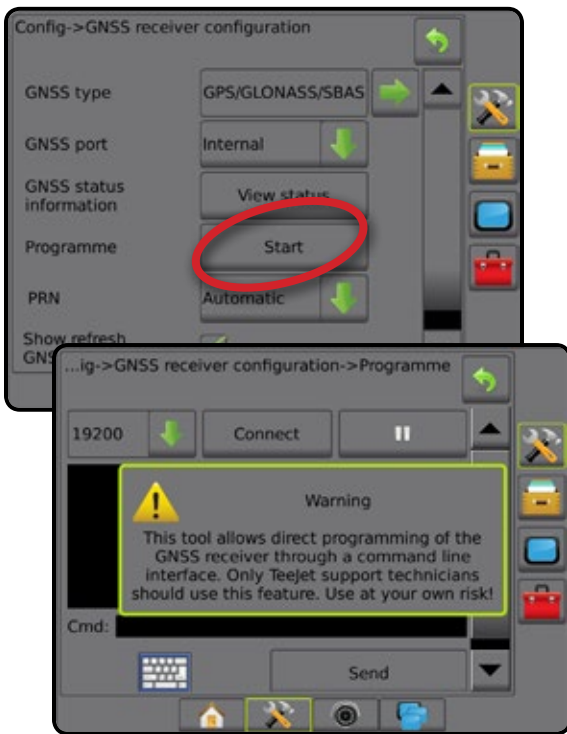 Config->GNSS receiver configuration
GNSS type
GPS/GLONASS/SBAS
GNSS port
Internal
GNSS status
information
View status
Programme
Start
PRN
Automatic
Show refresh
...ig->GNSS receiver configuration->Programme
19200
Connect
Warning
This tool allows direct programming of the
GNSS receiver through a command line
interface. Only TeeJet support technicians
should use this feature. Use at your own risk!
Cmd:
Send